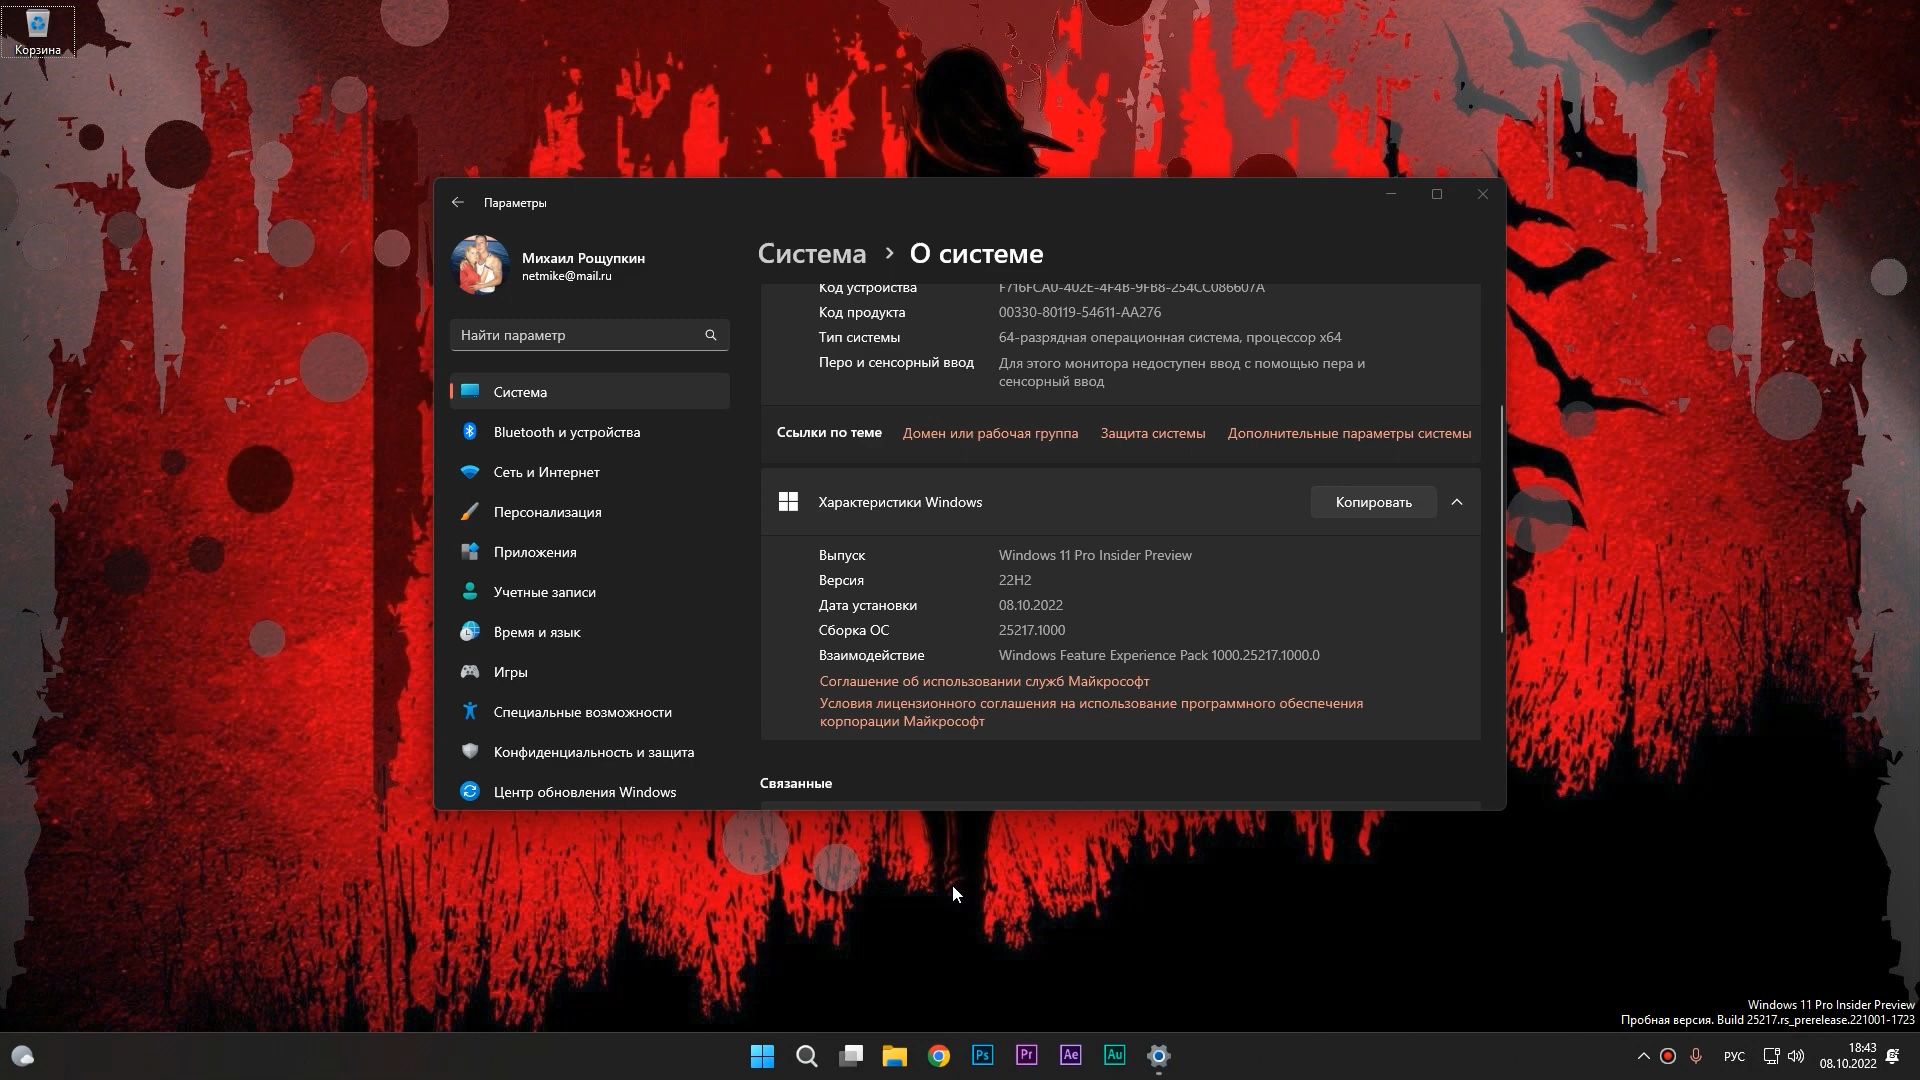 Корзина
Параметры
Михаил Рощупкин
netmike@mail.ru
Найти параметр
Система
Bluetooth и устройства
Сеть и Интернет
Персонализация
Приложения
Учетные записи
Время и язык
Игры
Специальные возможности
Конфиденциальность и защита
Центр обновления Windows
Система > О системе
Код устройства F716FCA0-402E-4F4B-9FB8-254CC086607A
Код продукта 00330-80119-54611-AA276
Тип системы 64-разрядная операционная система, процессор x64
Перо и сенсорный ввод Для этого монитора недоступен ввод с помощью пера и
сенсорный ввод
Ссылки по теме Домен или рабочая группа Защита системы Дополнительные параметры системы
Характеристики Windows Копировать
Выпуск Windows 11 Pro Insider Preview
Версия 22H2
Дата установки 08.10.2022
Сборка ОС 25217.1000
Взаимодействие Windows Feature Experience Pack 1000.25217.1000.0
Соглашение об использовании служб Майкрософт
Условия лицензионного соглашения на использование программного обеспечения
корпорации Майкрософт
Связанные
Windows 11 Pro Insider Preview
Пробная версия. Build 25217.rs_prerelease.221001-1723
Ps Pr Ae Au
РУС
18:43
08.10.2022